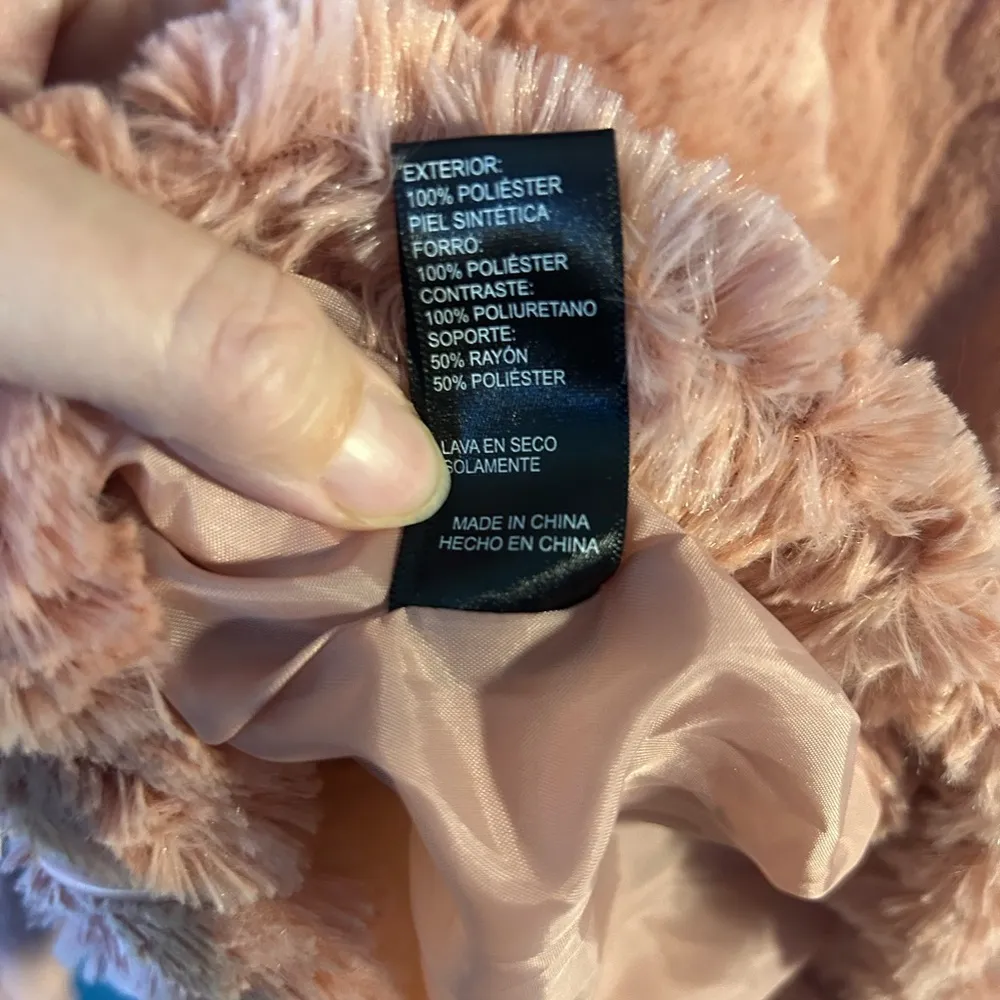 EXTERIOR:
100% POLIÉSTER
PIEL SINTÉTICA
FORRO:
100% POLIÉSTER
CONTRASTE:
100% POLIURETANO
SOPORTE:
50% RAYÓN
50% POLIÉSTER
LAVA EN SECO
SOLAMENTE
MADE IN CHINA
HECHO EN CHINA